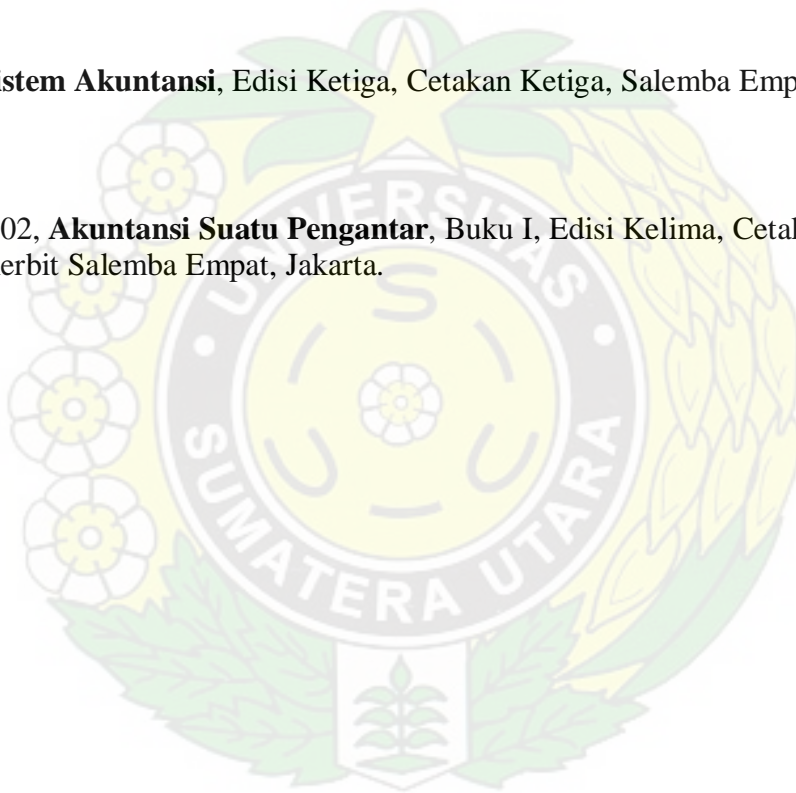 istem Akuntansi, Edisi Ketiga, Cetakan Ketiga, Salemba Emp
02, Akuntansi Suatu Pengantar, Buku I, Edisi Kelima, Ceta
erbit Salemba Empat, Jakarta.
UNIVERSITAS
SUMATERA UTARA